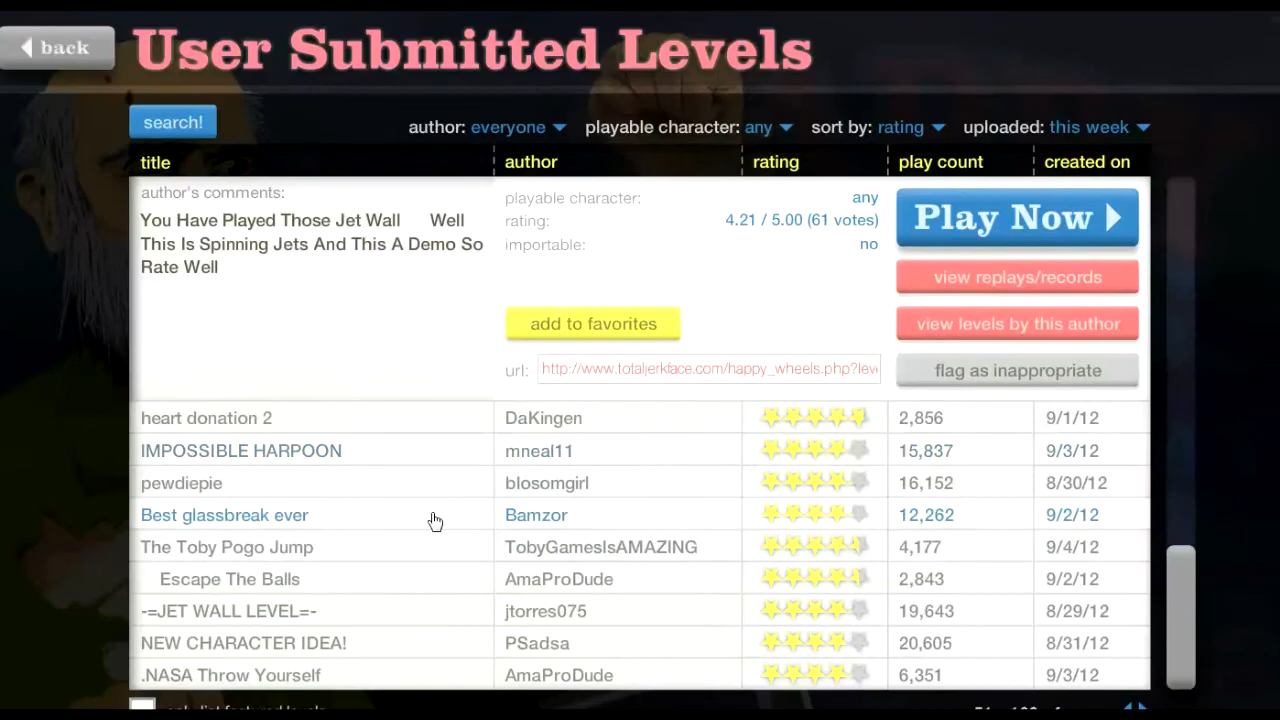 back
User Submitted Levels
search!
author: everyone playable character: any sort by: rating uploaded: this week
title author rating play count created on
author's comments:
You Have Played Those Jet Wall Well
This Is Spinning Jets And This A Demo So
Rate Well
playable character: any
rating: 4.21 / 5.00 (61 votes)
importable: no
add to favorites
url: http://www.totaljerkface.com/happy_wheels.php?leve
Play Now
view replays/records
view levels by this author
flag as inappropriate
heart donation 2 DaKingen 2,856 9/1/12
IMPOSSIBLE HARPOON mneal11 15,837 9/3/12
pewdiepie blosomgirl 16,152 8/30/12
Best glassbreak ever Bamzor 12,262 9/2/12
The Toby Pogo Jump TobyGamesIsAMAZING 4,177 9/4/12
Escape The Balls AmaProDude 2,843 9/2/12
-=JET WALL LEVEL=- jtorres075 19,643 8/29/12
NEW CHARACTER IDEA! PSadsa 20,605 8/31/12
.NASA Throw Yourself AmaProDude 6,351 9/3/12